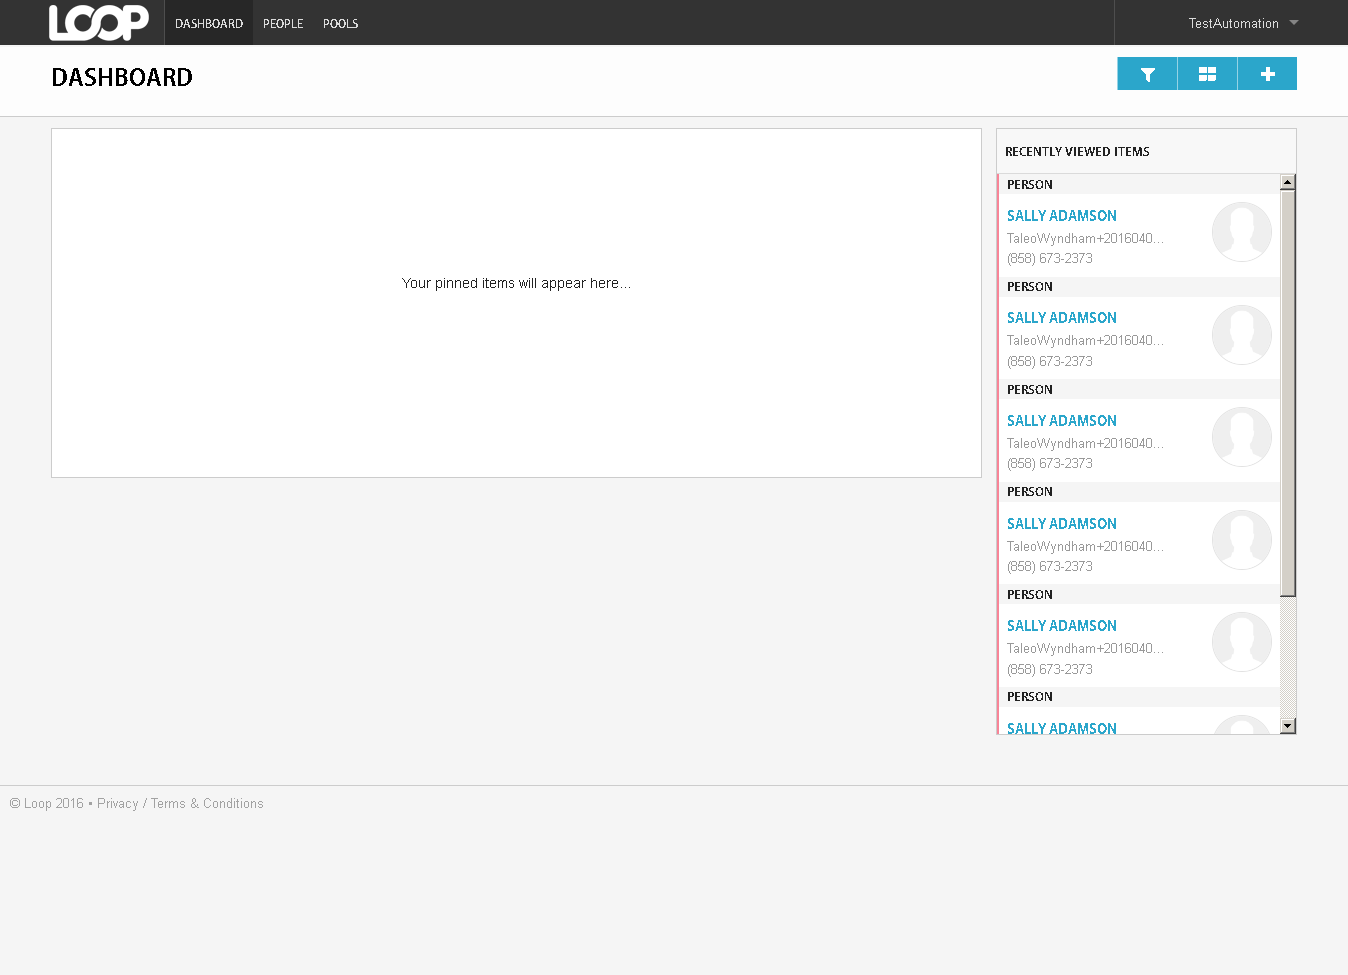 LOOP
DASHBOARD PEOPLE POOLS
TestAutomation
DASHBOARD
Your pinned items will appear here...
RECENTLY VIEWED ITEMS
PERSON
SALLY ADAMSON
TaleoWyndham+2016040...
(858) 673-2373
PERSON
SALLY ADAMSON
TaleoWyndham+2016040...
(858) 673-2373
PERSON
SALLY ADAMSON
TaleoWyndham+2016040...
(858) 673-2373
PERSON
SALLY ADAMSON
TaleoWyndham+2016040...
(858) 673-2373
PERSON
SALLY ADAMSON
TaleoWyndham+2016040...
(858) 673-2373
PERSON
SALLY ADAMSON
© Loop 2016 • Privacy / Terms & Conditions